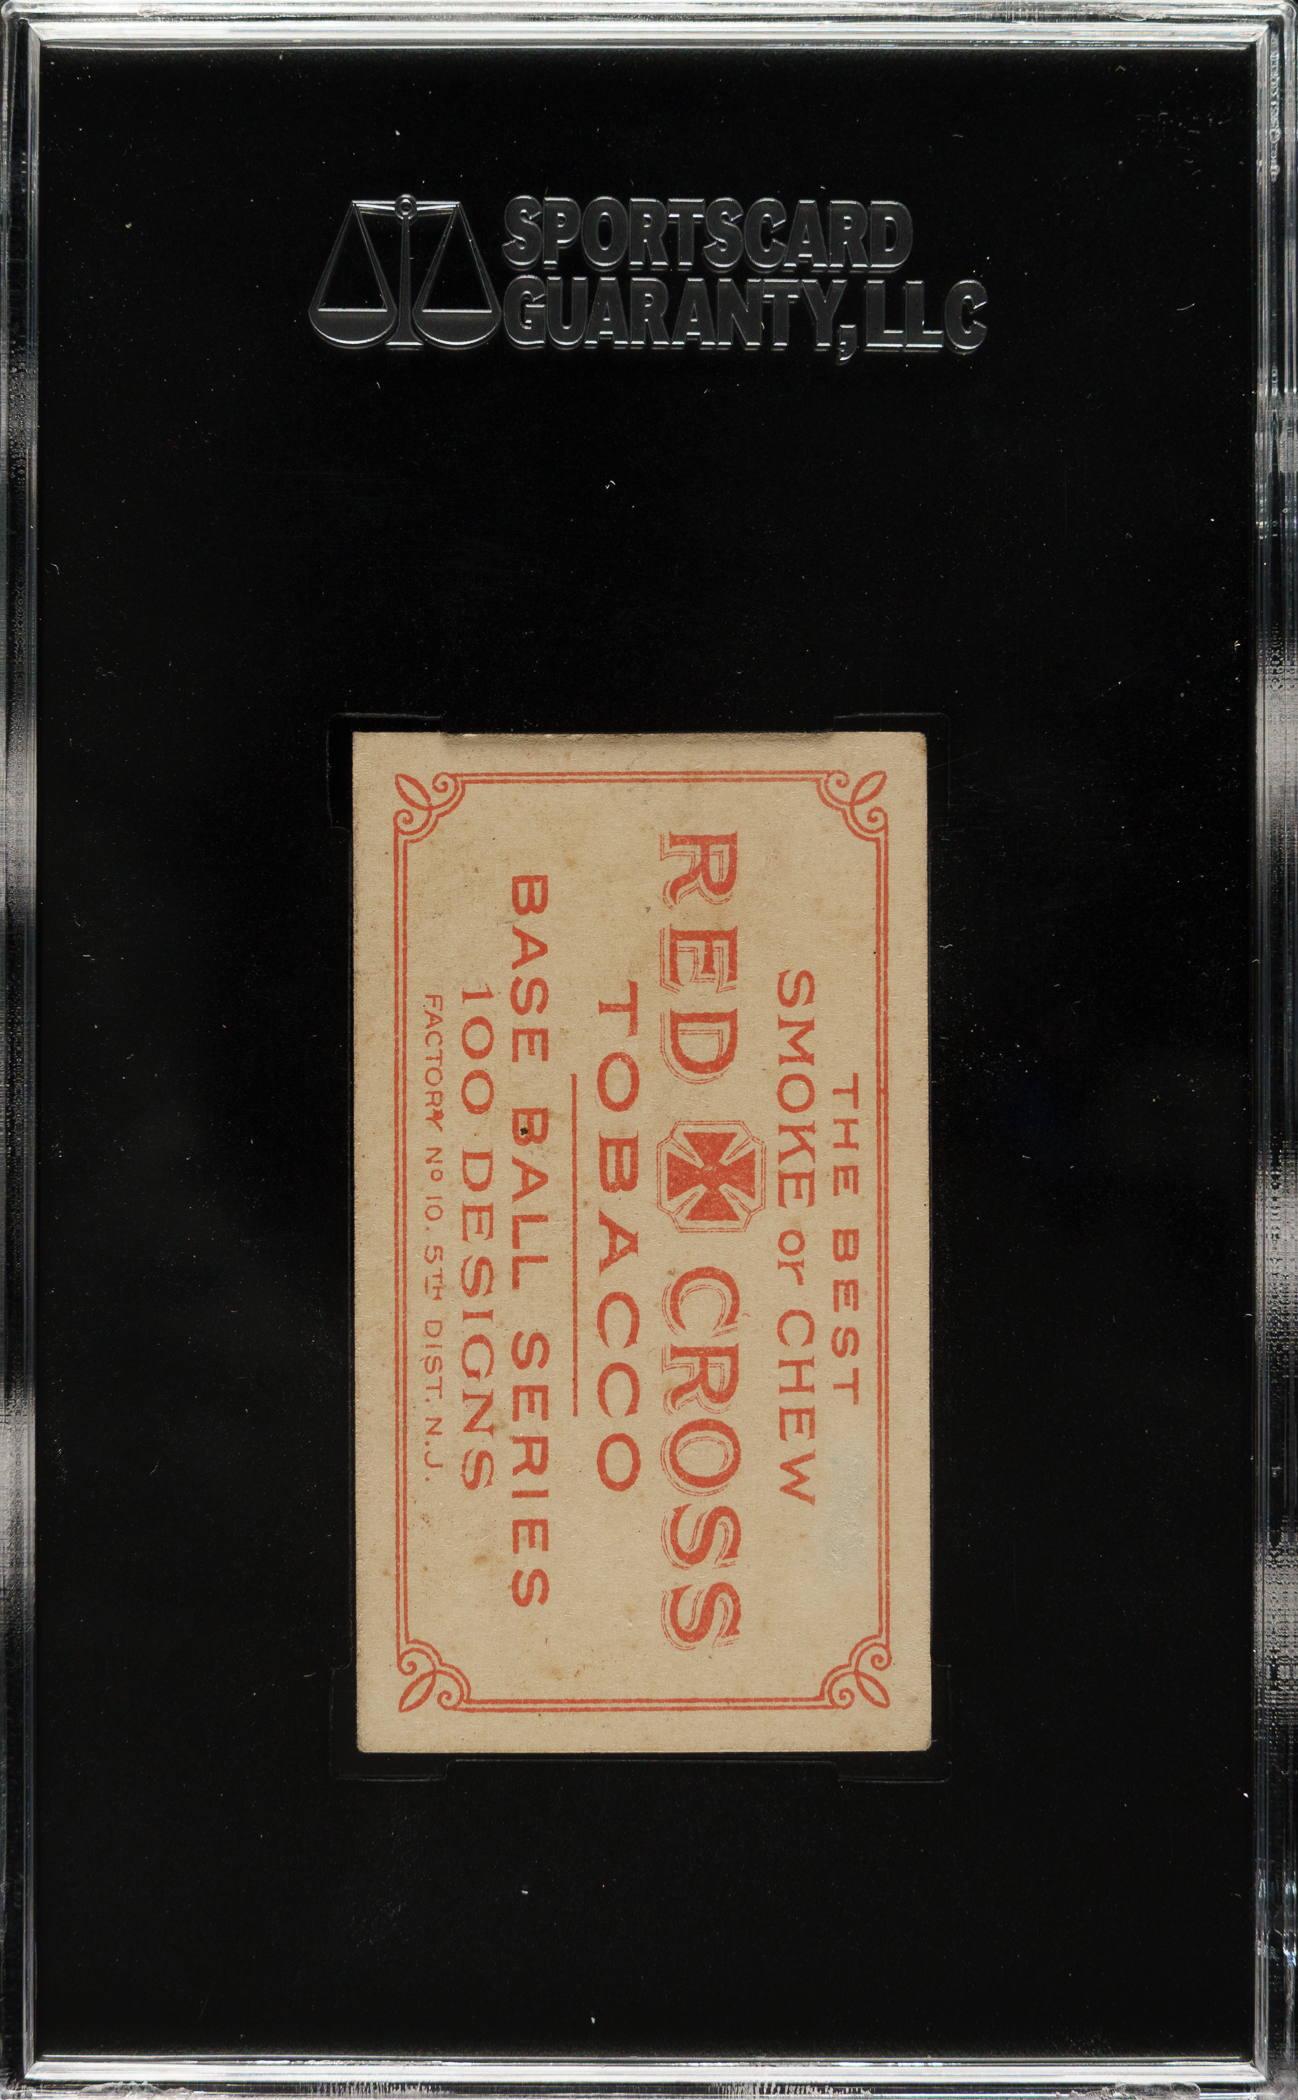 SPORTSCARD
GUARANTY, LLC
THE BEST
SMOKE or CHEW
RED CROSS
TOBACCO
BASE BALL SERIES
100 DESIGNS
FACTORY No 10. 5TH DIST. N.J.